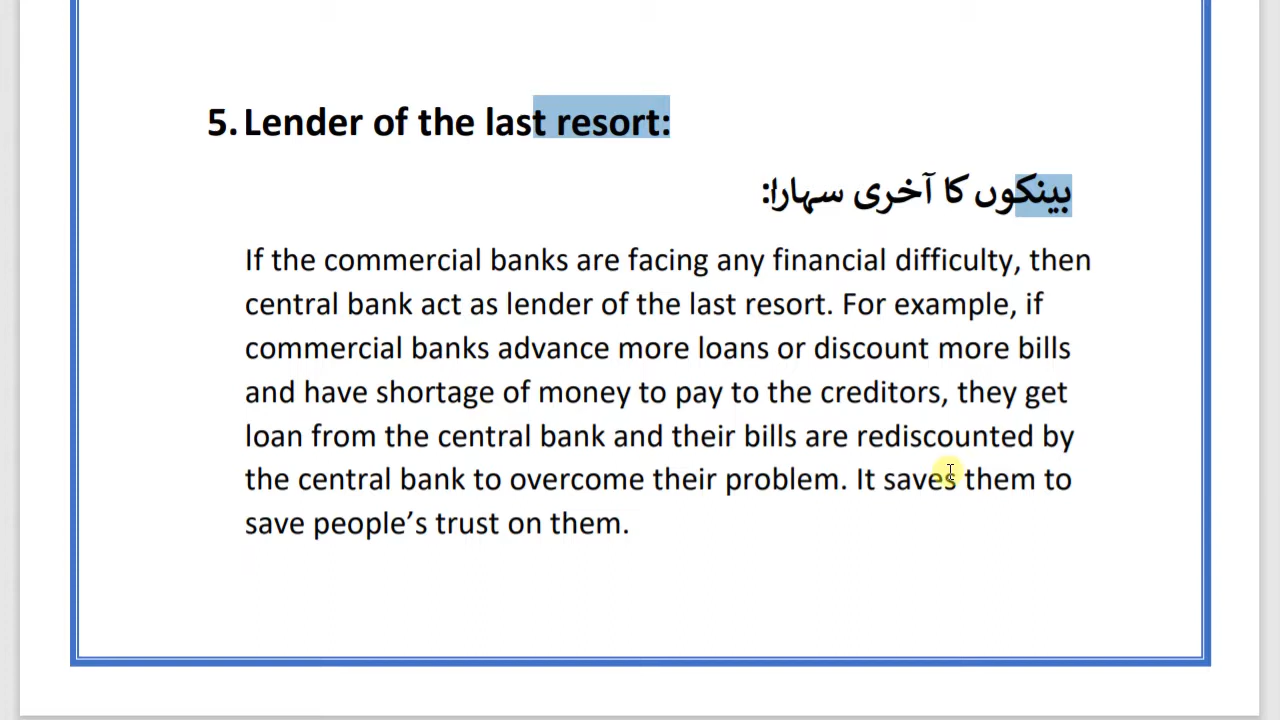 5. Lender of the last resort:
بینکوں کا آخری سہارا:
If the commercial banks are facing any financial difficulty, then
central bank act as lender of the last resort. For example, if
commercial banks advance more loans or discount more bills
and have shortage of money to pay to the creditors, they get
loan from the central bank and their bills are rediscounted by
the central bank to overcome their problem. It saves them to
save people’s trust on them.